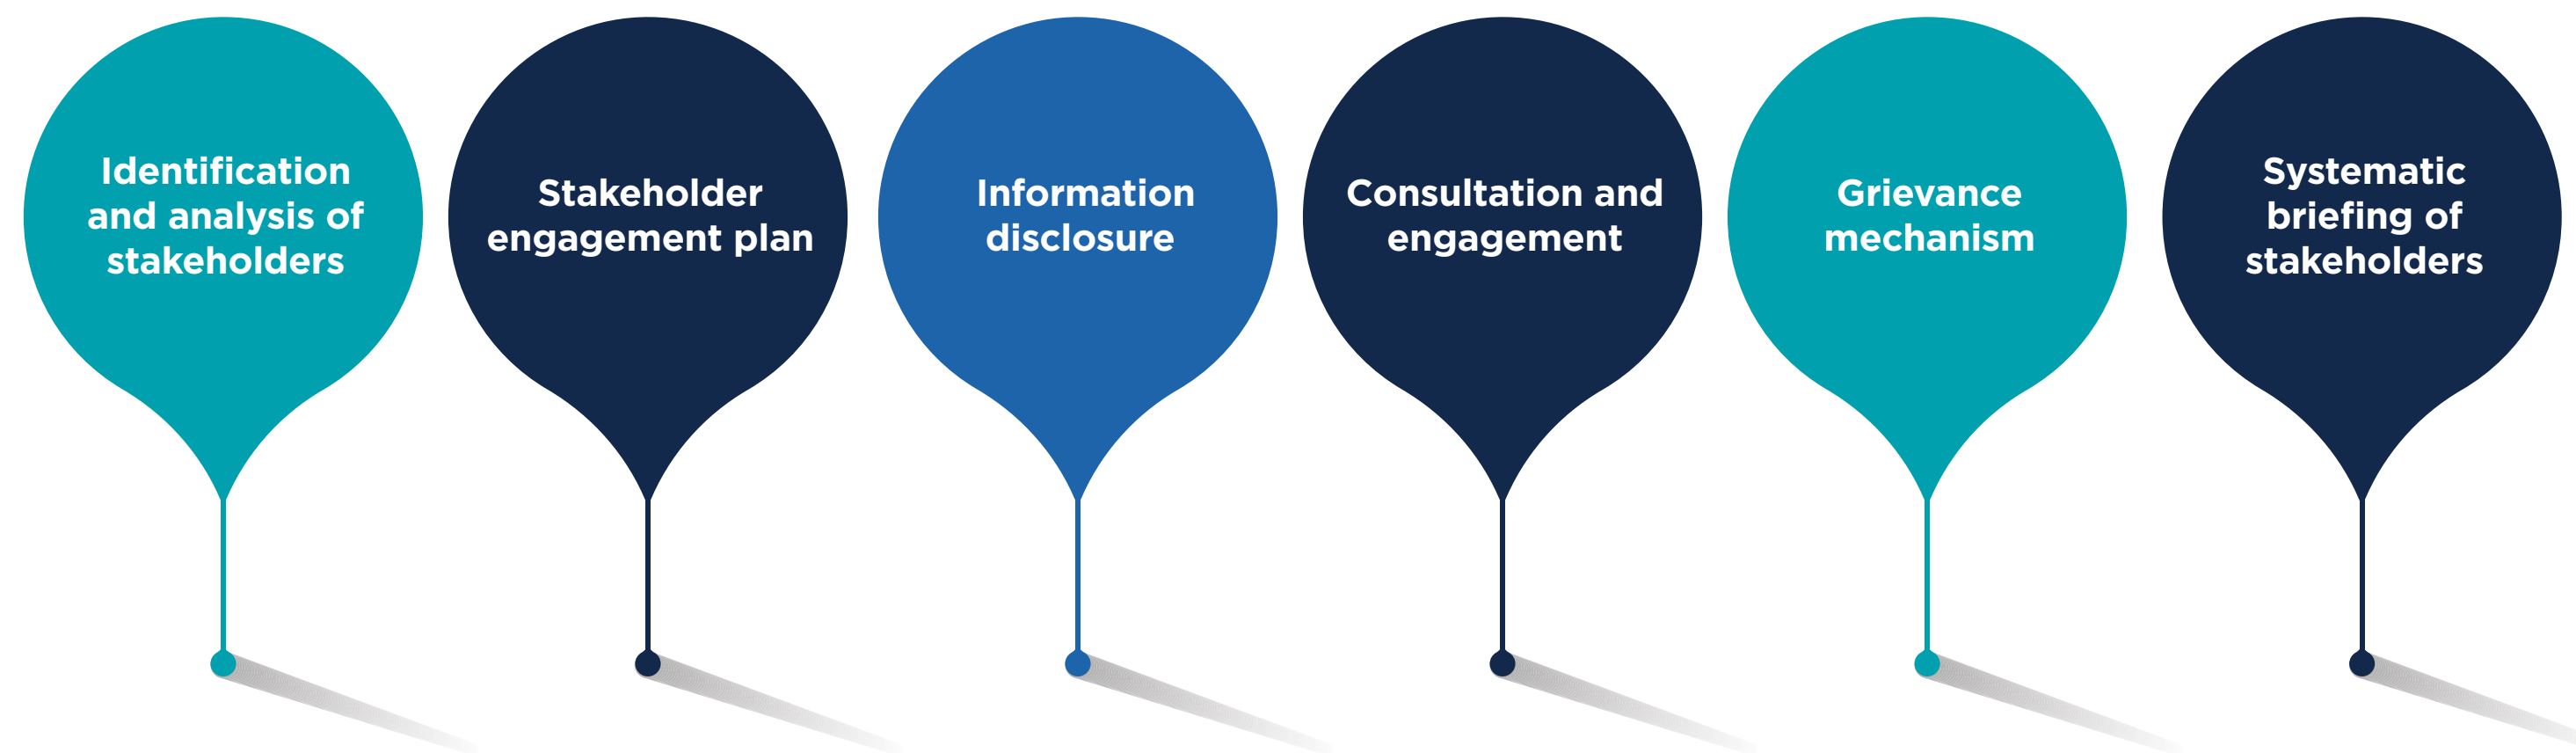 Identification
and analysis of
stakeholders
Stakeholder
engagement plan
Information
disclosure
Consultation and
engagement
Grievance
mechanism
Systematic
briefing of
stakeholders